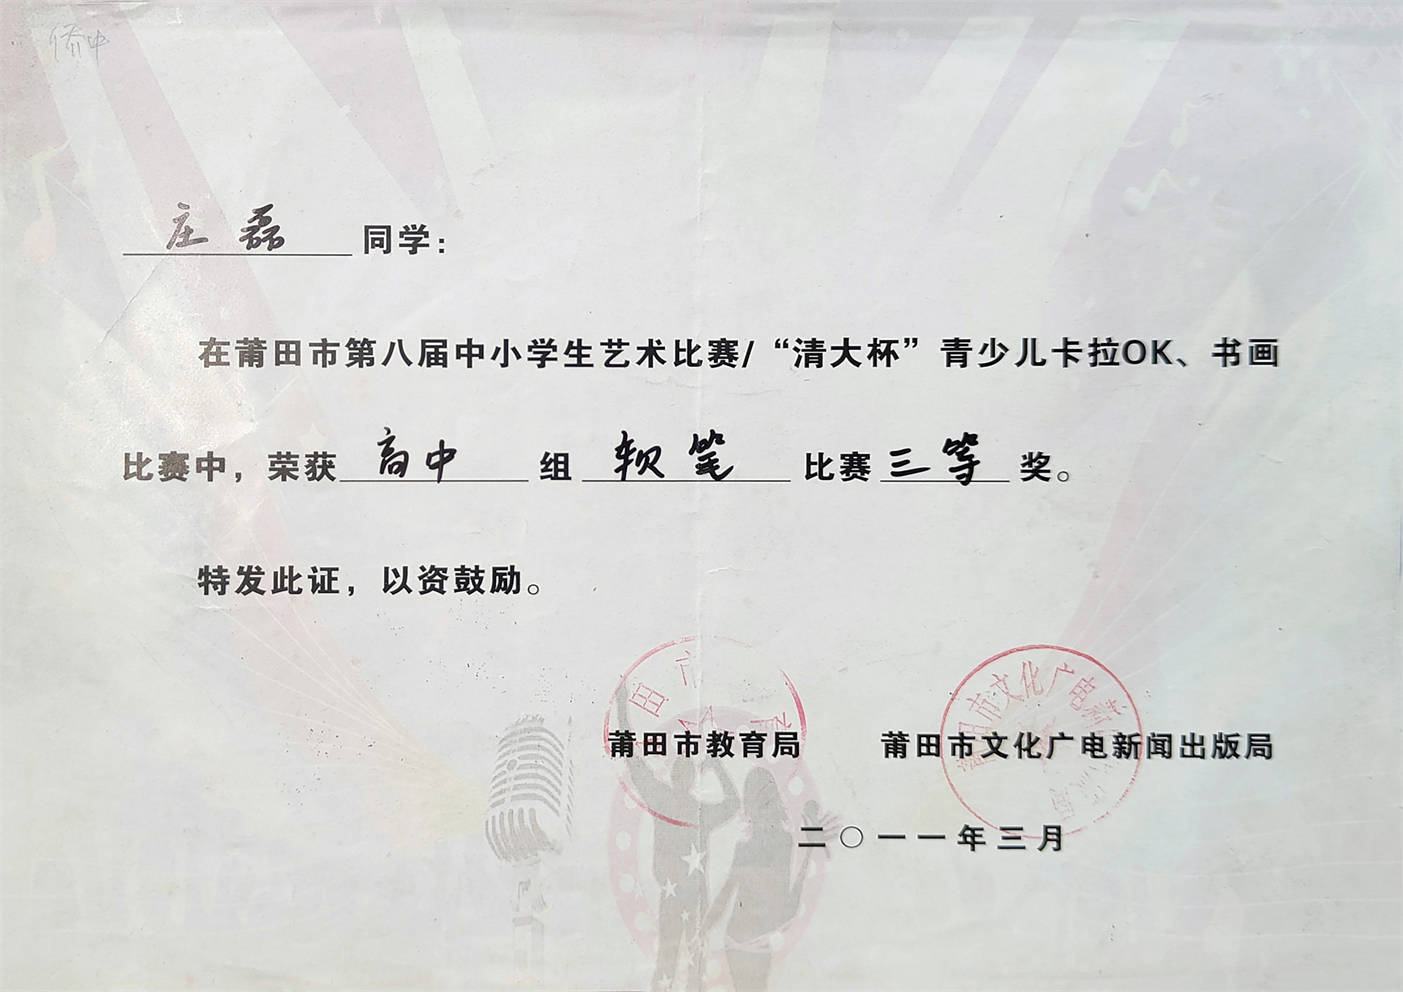 侨中
庄磊 同学:
在莆田市第八届中小学生艺术比赛/“清大杯”青少儿卡拉OK、书画
比赛中，荣获 高中 组 软笔 比赛 三等 奖。
特发此证，以资鼓励。
莆田市教育局 莆田市文化广电新闻出版局
二〇一一年三月